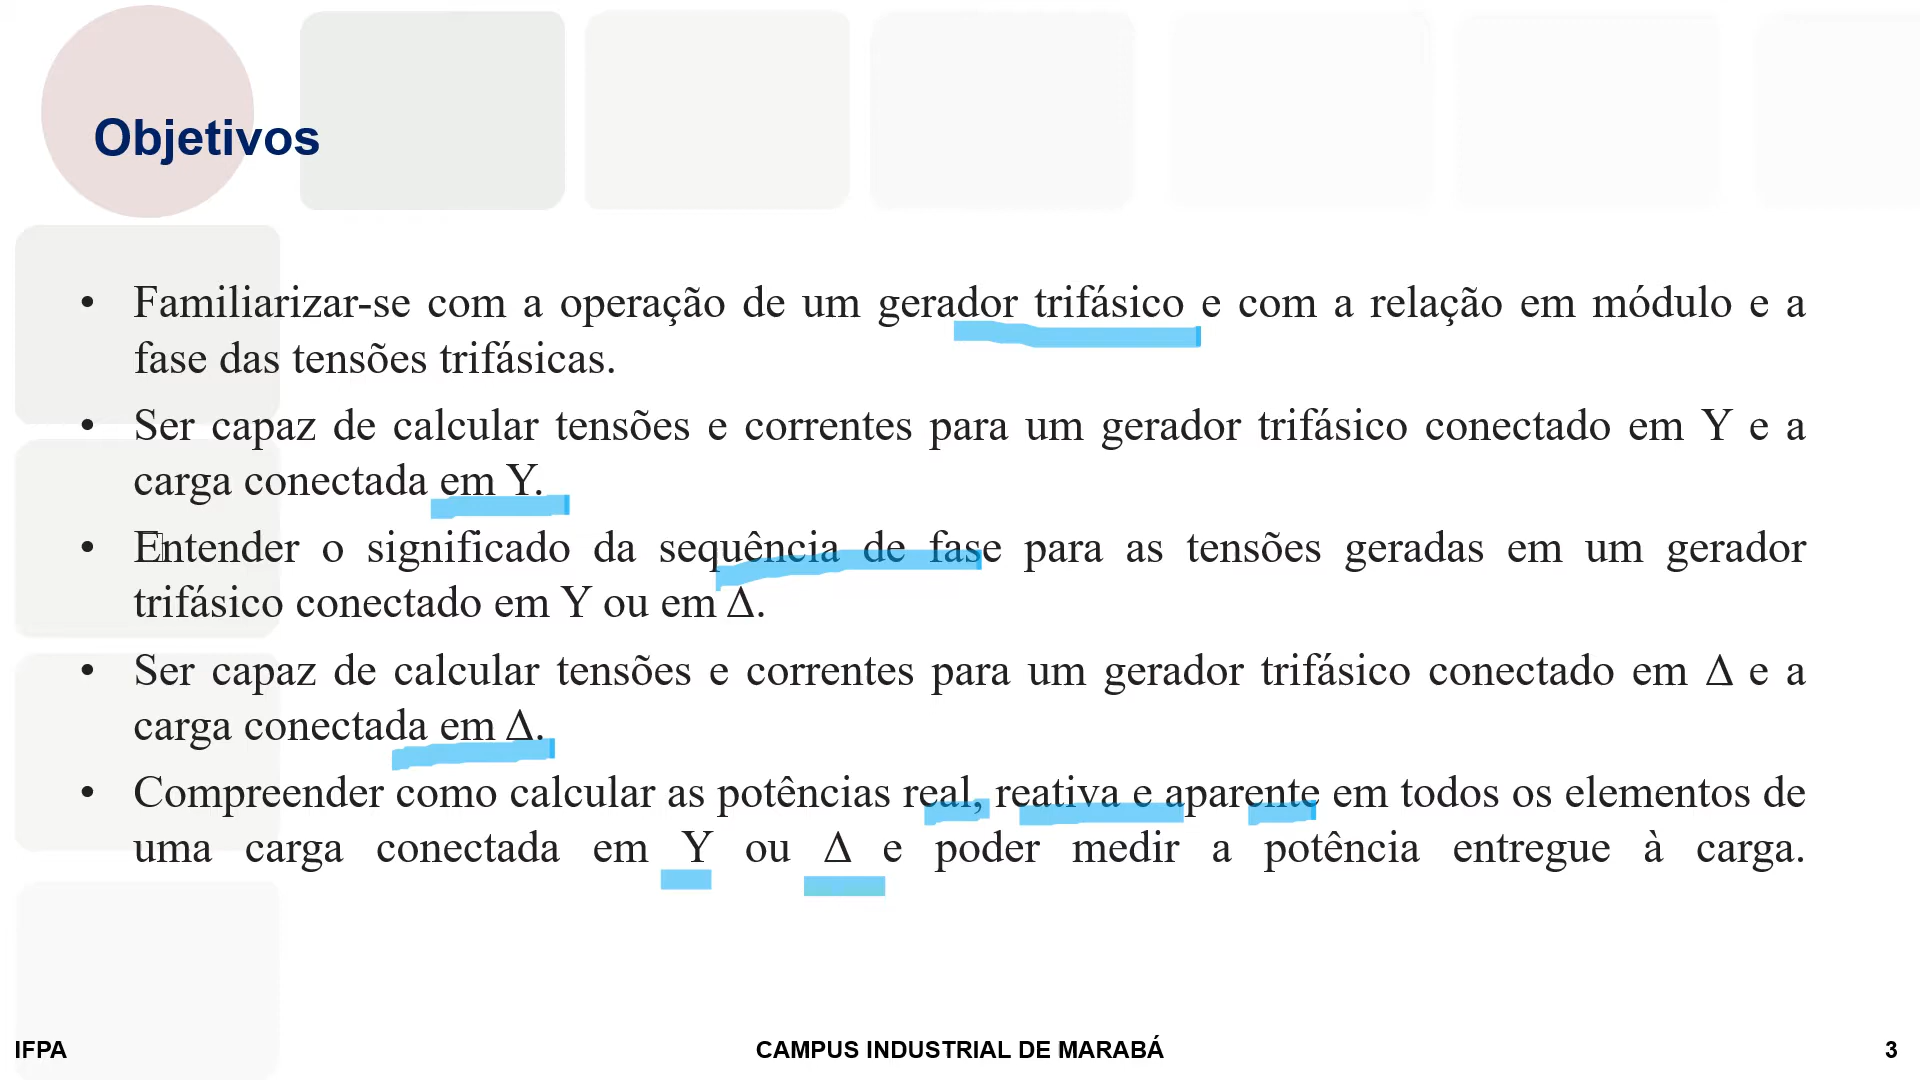 Objetivos
• Familiarizar-se com a operação de um gerador trifásico e com a relação em módulo e a
fase das tensões trifásicas.
• Ser capaz de calcular tensões e correntes para um gerador trifásico conectado em Y e a
carga conectada em Y.
• Entender o significado da sequência de fase para as tensões geradas em um gerador
trifásico conectado em Y ou em Δ.
• Ser capaz de calcular tensões e correntes para um gerador trifásico conectado em Δ e a
carga conectada em Δ.
• Compreender como calcular as potências real, reativa e aparente em todos os elementos de
uma carga conectada em Y ou Δ e poder medir a potência entregue à carga.
IFPA CAMPUS INDUSTRIAL DE MARABÁ 3